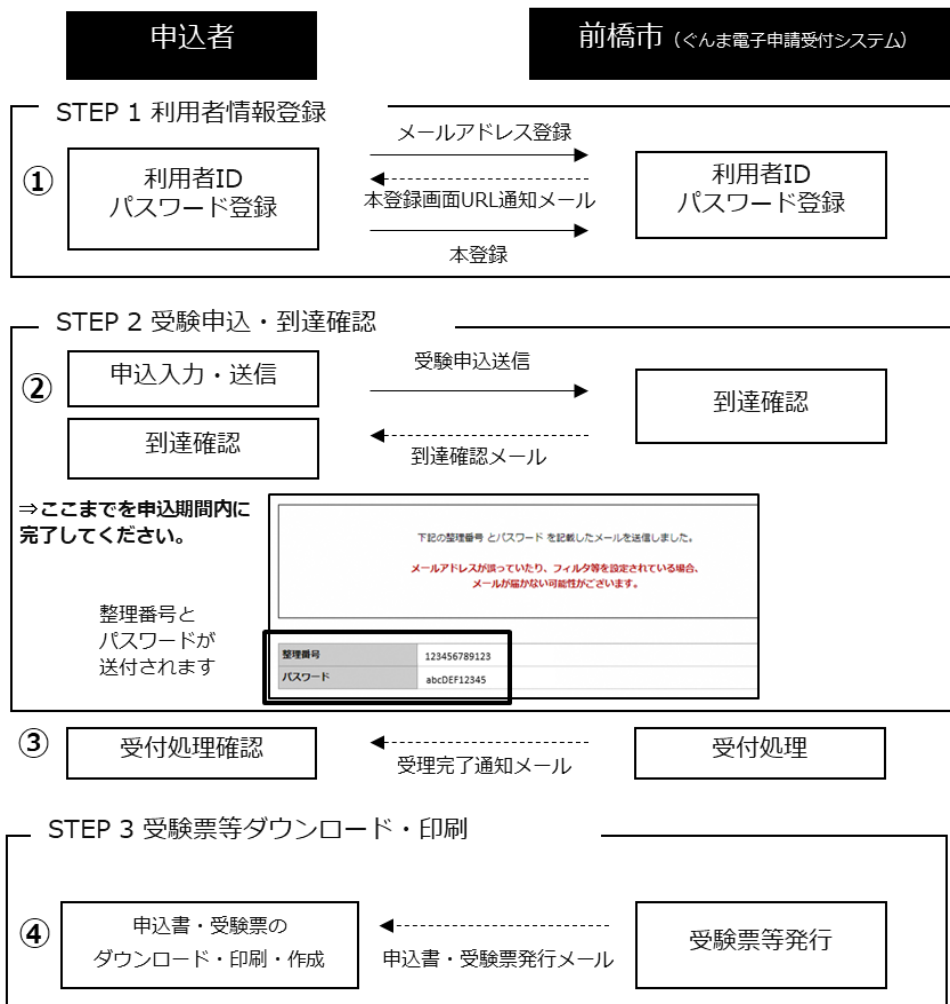 申込者
前橋市（ぐんま電子申請受付システム）
STEP 1 利用者情報登録
①
利用者ID
パスワード登録
メールアドレス登録
本登録画面URL通知メール
本登録
利用者ID
パスワード登録
STEP 2 受験申込・到達確認
②
申込入力・送信
受験申込送信
到達確認
到達確認
到達確認メール
⇒ここまでを申込期間内に
完了してください。
下記の整理番号 とパスワード を記載したメールを送信しました。
メールアドレスが誤っていたり、フィルタ等を設定されている場合、
メールが届かない可能性がございます。
整理番号と
パスワードが
送付されます
整理番号 123456789123
パスワード abcDEF12345
③
受付処理確認
受理完了通知メール
受付処理
STEP 3 受験票等ダウンロード・印刷
④
申込書・受験票の
ダウンロード・印刷・作成
申込書・受験票発行メール
受験票等発行